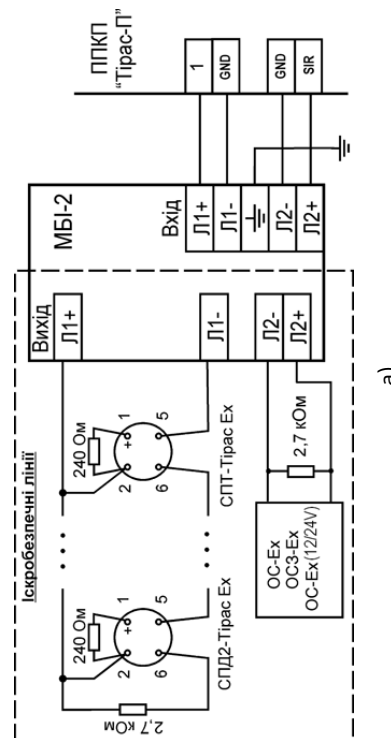 Іскробезпечні лінії
2,7 кОм
240 Ом
2
+
1
6
5
СПД2-Тірас Ех
240 Ом
2
+
1
6
5
СПТ-Тірас Ех
ОС-Ех
ОСЗ-Ех
ОС-Ех(12/24V)
2,7 кОм
Вихід
Л1+
Л1-
Л2-
Л2+
МБІ-2
Вхід
Л1+
Л1-
Л2-
Л2+
ППКП
“Тірас-П”
1
GND
GND
SIR
а)